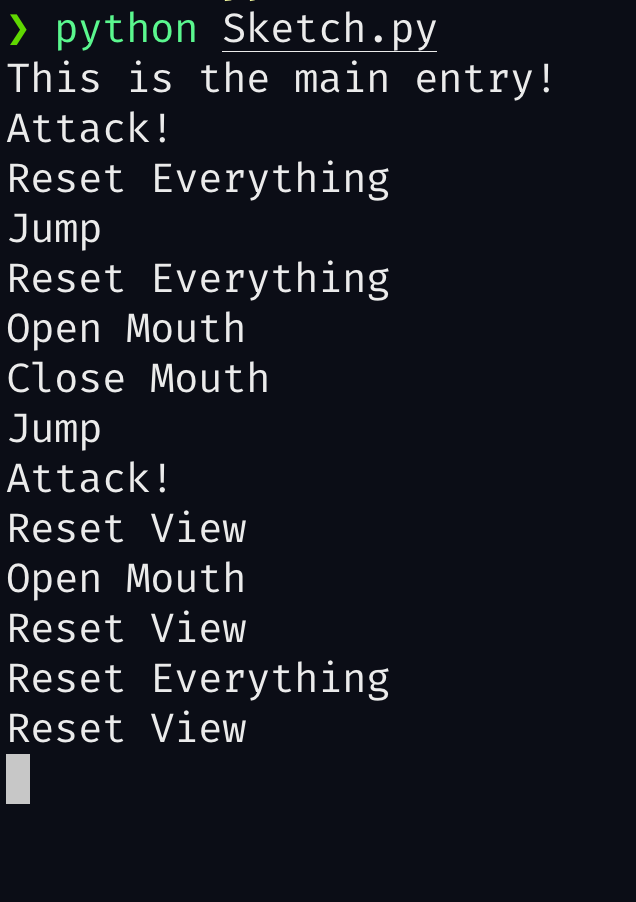 ❯ python Sketch.py
This is the main entry!
Attack!
Reset Everything
Jump
Reset Everything
Open Mouth
Close Mouth
Jump
Attack!
Reset View
Open Mouth
Reset View
Reset Everything
Reset View